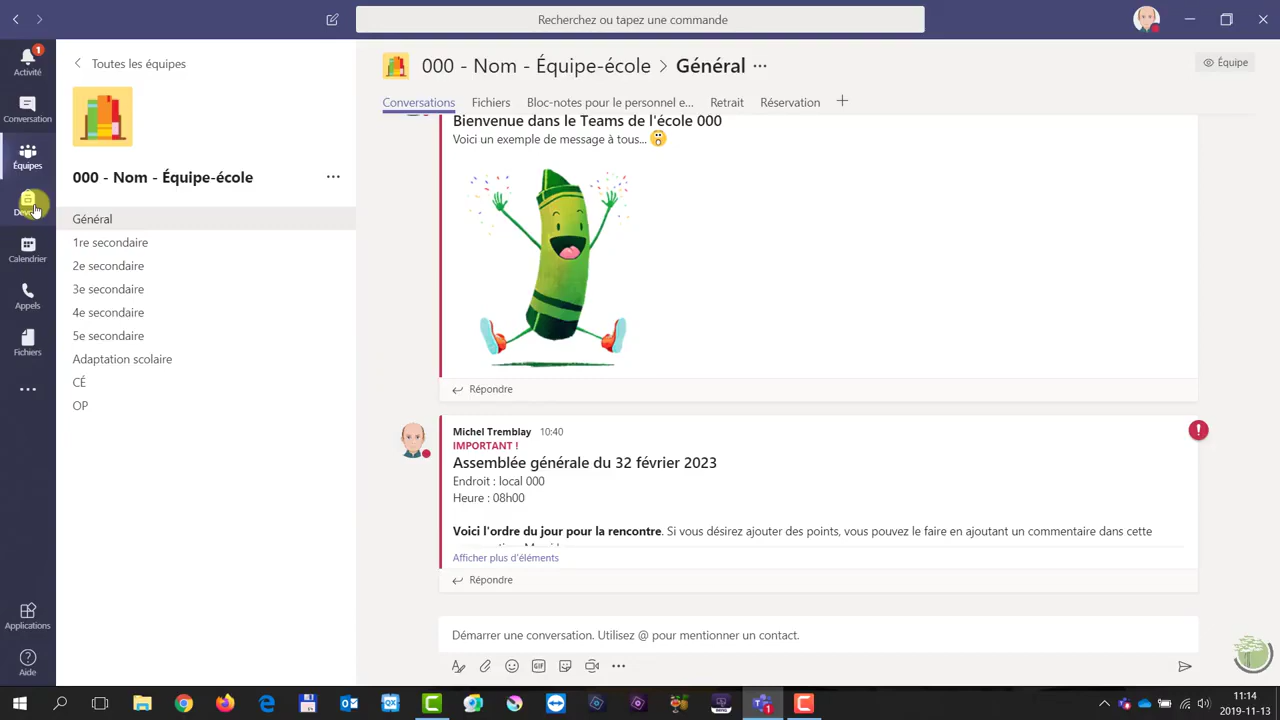 Recherchez ou tapez une commande
1
Activité
Conversation
Équipes
Calendrier
Appels
Fichiers
Applications
Aide
Toutes les équipes
000 - Nom - Équipe-école
Général
1re secondaire
2e secondaire
3e secondaire
4e secondaire
5e secondaire
Adaptation scolaire
CÉ
OP
000 - Nom - Équipe-école > Général ...
Équipe
Conversations Fichiers Bloc-notes pour le personnel e... Retrait Réservation
Bienvenue dans le Teams de l'école 000
Voici un exemple de message à tous...
Répondre
Michel Tremblay 10:40
IMPORTANT !
Assemblée générale du 32 février 2023
Endroit : local 000
Heure : 08h00
Voici l'ordre du jour pour la rencontre. Si vous désirez ajouter des points, vous pouvez le faire en ajoutant un commentaire dans cette
Afficher plus d'éléments
Répondre
Démarrer une conversation. Utilisez @ pour mentionner un contact.
GIF
11:14
2019-11-13